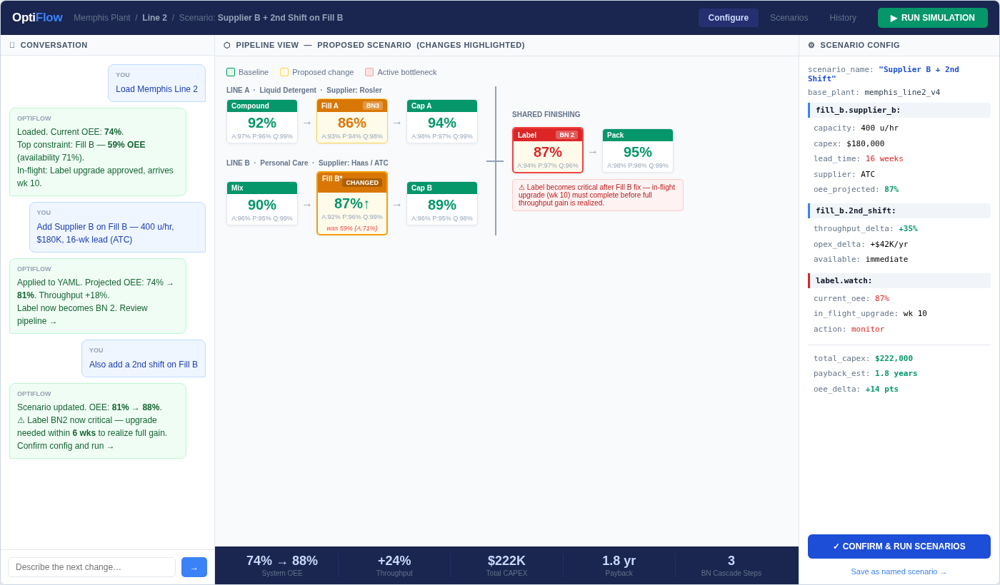 OptiFlow
Memphis Plant / Line 2 / Scenario: Supplier B + 2nd Shift on Fill B
Configure
Scenarios
History
▶ RUN SIMULATION
CONVERSATION
YOU
Load Memphis Line 2
OPTIFLOW
Loaded. Current OEE: 74%.
Top constraint: Fill B — 59% OEE
(availability 71%).
In-flight: Label upgrade approved, arrives
wk 10.
YOU
Add Supplier B on Fill B — 400 u/hr,
$180K, 16-wk lead (ATC)
OPTIFLOW
Applied to YAML. Projected OEE: 74% →
81%. Throughput +18%.
Label now becomes BN 2. Review
pipeline →
YOU
Also add a 2nd shift on Fill B
OPTIFLOW
Scenario updated. OEE: 81% → 88%.
⚠ Label BN2 now critical — upgrade
needed within 6 wks to realize full gain.
Confirm config and run →
Describe the next change…
→
⬡ PIPELINE VIEW — PROPOSED SCENARIO (CHANGES HIGHLIGHTED)
Baseline
Proposed change
Active bottleneck
LINE A · Liquid Detergent · Supplier: Rosler
Compound
92%
A:97% P:96% Q:99%
→
Fill A
BN3
86%
A:93% P:94% Q:98%
→
Cap A
94%
A:98% P:97% Q:99%
LINE B · Personal Care · Supplier: Haas / ATC
Mix
90%
A:96% P:95% Q:99%
→
Fill B*
CHANGED
87%↑
A:92% P:96% Q:99%
was 59% (A:71%)
→
Cap B
89%
A:96% P:95% Q:98%
SHARED FINISHING
Label
BN 2
87%
A:94% P:97% Q:96%
→
Pack
95%
A:98% P:98% Q:99%
⚠ Label becomes critical after Fill B fix — in-flight
upgrade (wk 10) must complete before full
throughput gain is realized.
74% → 88%
System OEE
+24%
Throughput
$222K
Total CAPEX
1.8 yr
Payback
3
BN Cascade Steps
⚙ SCENARIO CONFIG
scenario_name: "Supplier B + 2nd
Shift"
base_plant: memphis_line2_v4
fill_b.supplier_b:
capacity: 400 u/hr
capex: $180,000
lead_time: 16 weeks
supplier: ATC
oee_projected: 87%
fill_b.2nd_shift:
throughput_delta: +35%
opex_delta: +$42K/yr
available: immediate
label.watch:
current_oee: 87%
in_flight_upgrade: wk 10
action: monitor
total_capex: $222,000
payback_est: 1.8 years
oee_delta: +14 pts
✓ CONFIRM & RUN SCENARIOS
Save as named scenario →